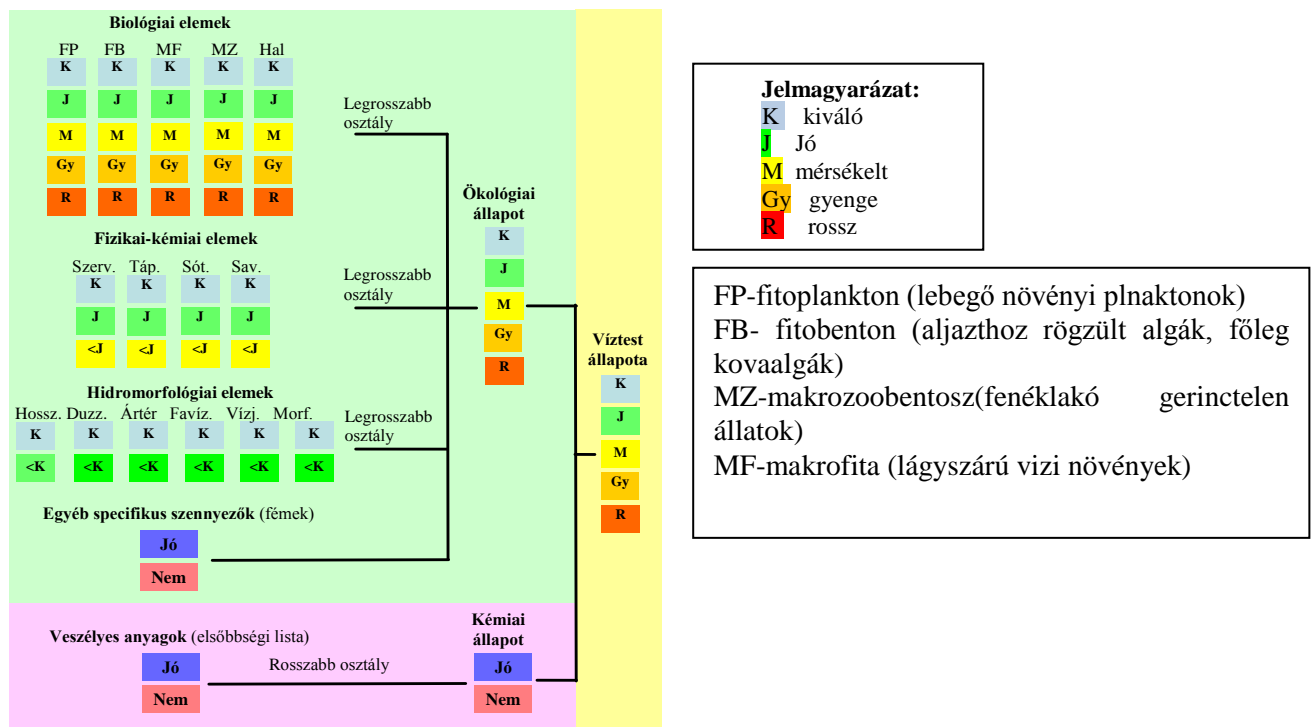 Biológiai elemek
FP FB MF MZ Hal
K K K K K
J J J J J
M M M M M
Gy Gy Gy Gy Gy
R R R R R
Legrosszabb
osztály
Fizikai-kémiai elemek
Szerv. Táp. Sót. Sav.
K K K K
J J J J
<J <J <J <J
Legrosszabb
osztály
Hidromorfológiai elemek
Hossz. Duzz. Ártér Favíz. Vízj. Morf.
K K K K K K
<K <K <K <K <K <K
Legrosszabb
osztály
Egyéb specifikus szennyezők (fémek)
Jó
Nem
Ökológiai
állapot
K
J
M
Gy
R
Veszélyes anyagok (elsőbbségi lista)
Jó
Nem
Rosszabb osztály
Kémiai
állapot
Jó
Nem
Víztest
állapota
K
J
M
Gy
R
Jelmagyarázat:
K kiváló
J Jó
M mérsékelt
Gy gyenge
R rossz
FP-fitoplankton (lebegő növényi plnaktonok)
FB- fitobenton (aljazthoz rögzült algák, főleg
kovaalgák)
MZ-makrozoobentosz(fenéklakó gerinctelen
állatok)
MF-makrofita (lágyszárú vizi növények)